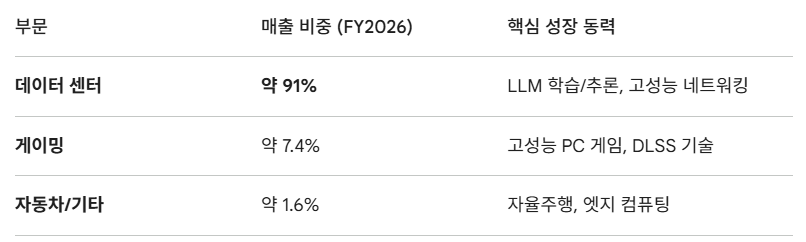 부문 매출 비중 (FY2026) 핵심 성장 동력
데이터 센터 약 91% LLM 학습/추론, 고성능 네트워킹
게이밍 약 7.4% 고성능 PC 게임, DLSS 기술
자동차/기타 약 1.6% 자율주행, 엣지 컴퓨팅